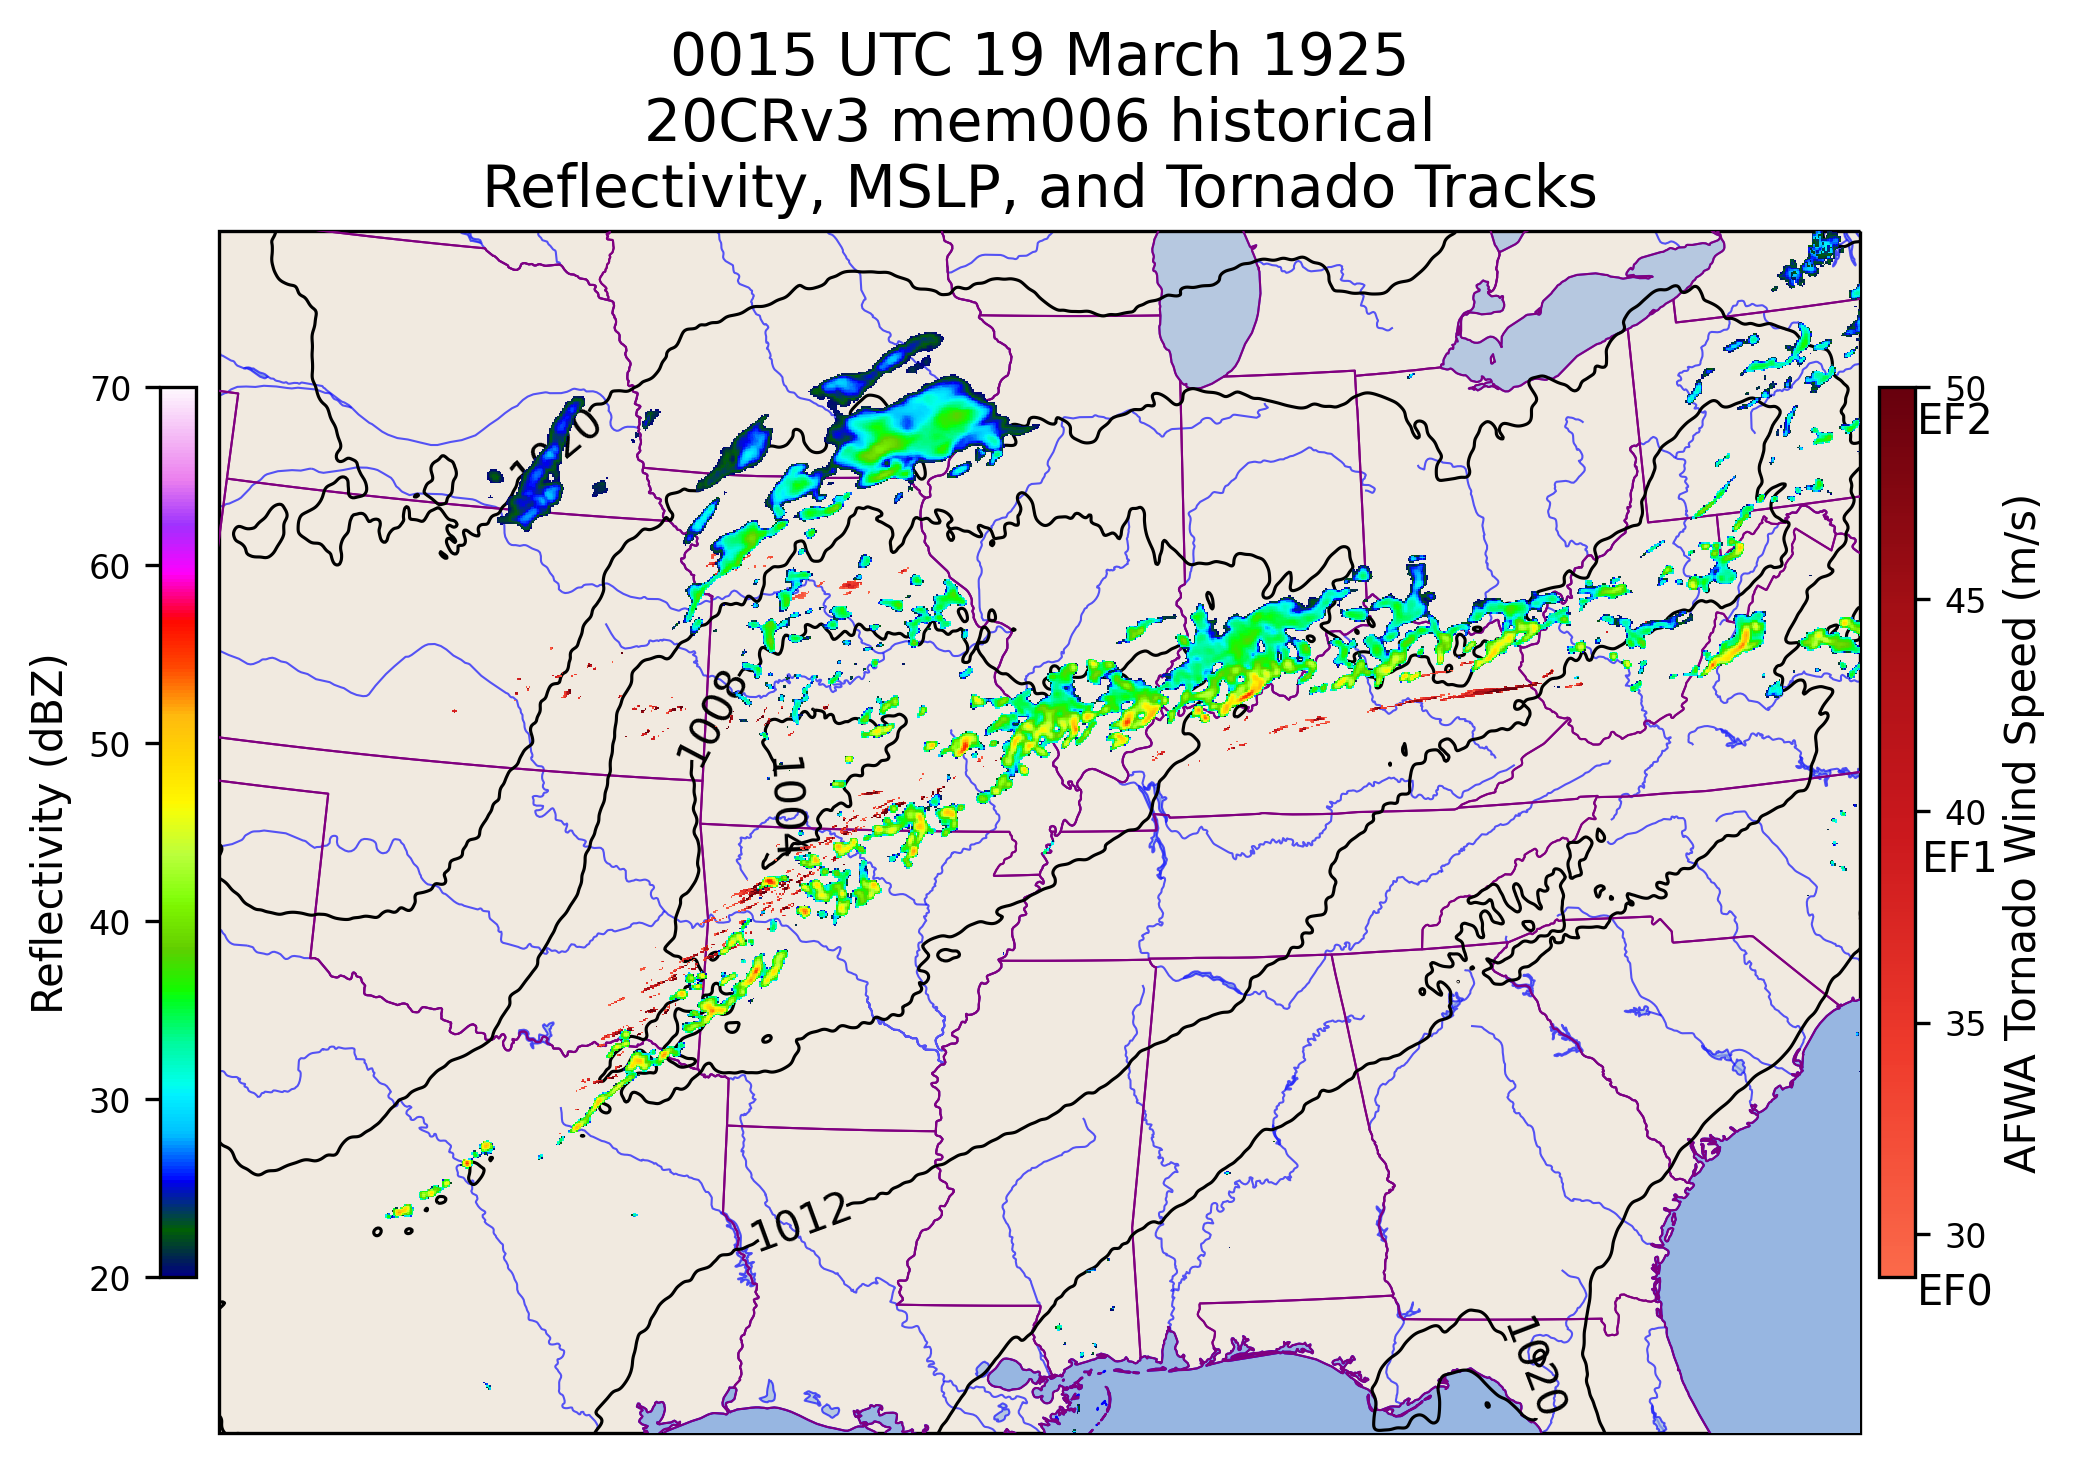 0015 UTC 19 March 1925
20CRv3 mem006 historical
Reflectivity, MSLP, and Tornado Tracks
70
60
50
40
30
20
Reflectivity (dBZ)
1020
1008
1004
1012
1020
50
EF2
45
40
EF1
35
30
EF0
AFWA Tornado Wind Speed (m/s)